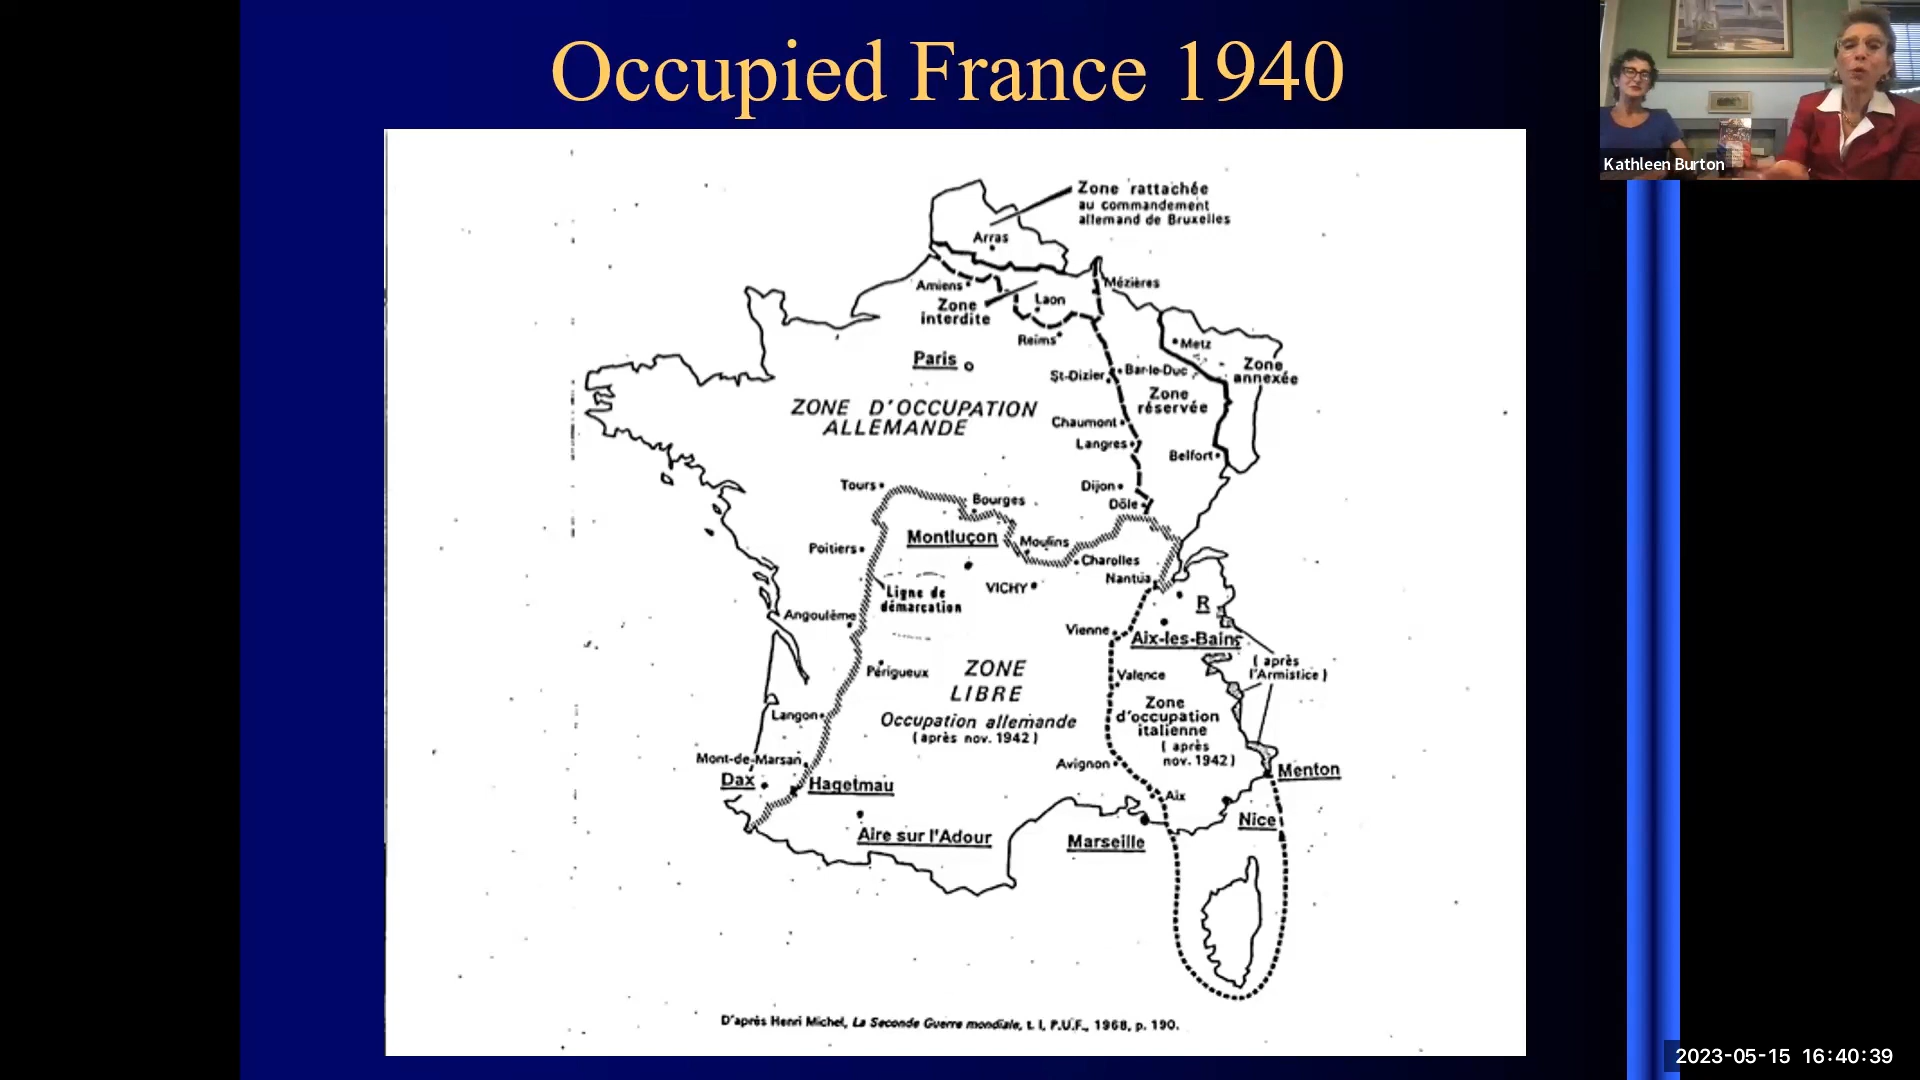 Occupied France 1940
Kathleen Burton
Zone rattachée
au commandement
allemand de Bruxelles
Arras
Mézières
Amiens
Laon
Zone
interdite
Reims
Metz
Paris
Zone
annexée
St-Dizier
Bar-le-Duc
Zone
réservée
ZONE D'OCCUPATION
ALLEMANDE
Chaumont
Langres
Belfort
Tours
Dijon
Bourges
Dôle
Montluçon
Moulins
Poitiers
Charolles
Nantua
VICHY
Ligne de
démarcation
R
Angoulême
Vienne
Aix-les-Bains
( après
l'Armistice )
Périgueux
ZONE
LIBRE
Valence
Zone
d'occupation
italienne
( après
nov. 1942)
Langon
Occupation allemande
(après nov. 1942)
Mont-de-Marsan
Avignon
Menton
Dax
Hagetmau
Aix
Nice
Aire sur l'Adour
Marseille
D'après Henri Michel, La Seconde Guerre mondiale, t. I, P.U.F., 1968, p. 190.
2023-05-15 16:40:39